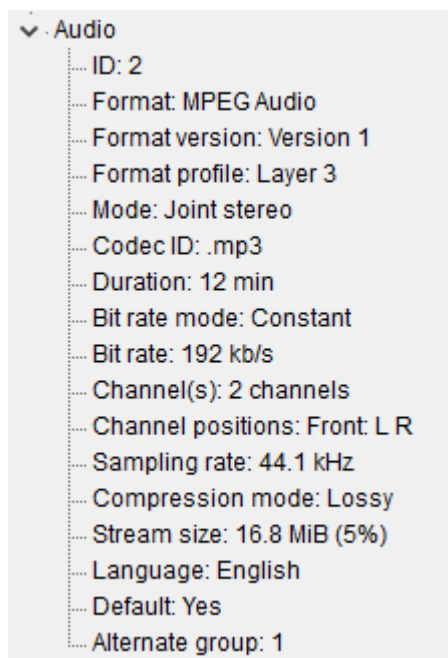 Audio
ID: 2
Format: MPEG Audio
Format version: Version 1
Format profile: Layer 3
Mode: Joint stereo
Codec ID: .mp3
Duration: 12 min
Bit rate mode: Constant
Bit rate: 192 kb/s
Channel(s): 2 channels
Channel positions: Front: L R
Sampling rate: 44.1 kHz
Compression mode: Lossy
Stream size: 16.8 MiB (5%)
Language: English
Default: Yes
Alternate group: 1